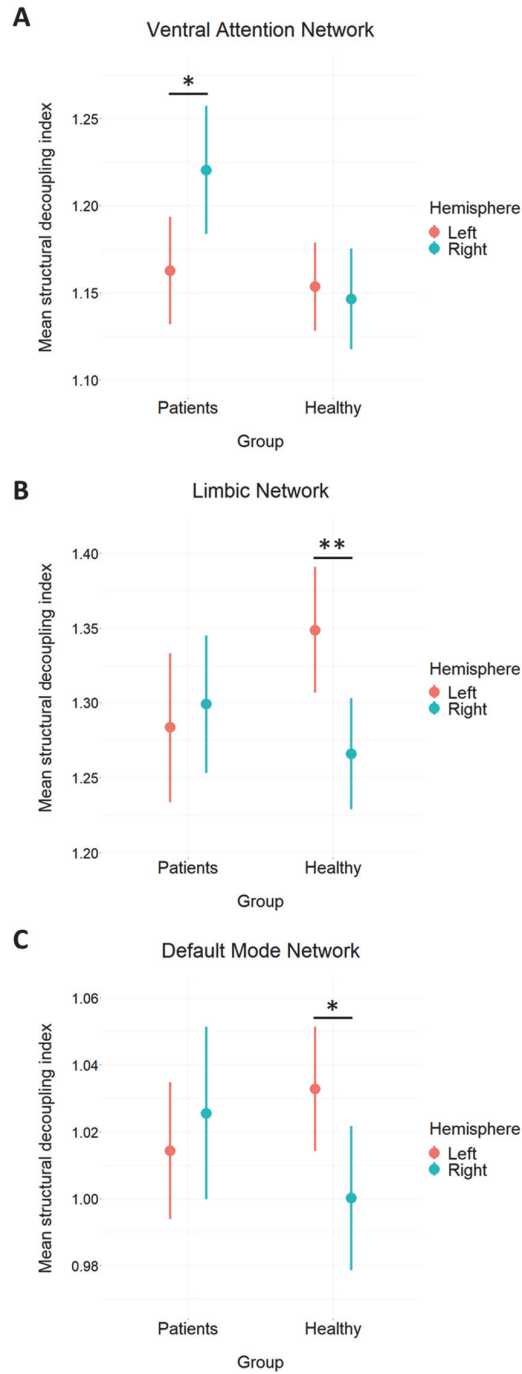 A
Ventral Attention Network
*
Mean structural decoupling index
1.25
1.20
1.15
1.10
Patients
Healthy
Group
Hemisphere
Left
Right
B
Limbic Network
**
Mean structural decoupling index
1.40
1.35
1.30
1.25
1.20
Patients
Healthy
Group
Hemisphere
Left
Right
C
Default Mode Network
*
Mean structural decoupling index
1.06
1.04
1.02
1.00
0.98
Patients
Healthy
Group
Hemisphere
Left
Right